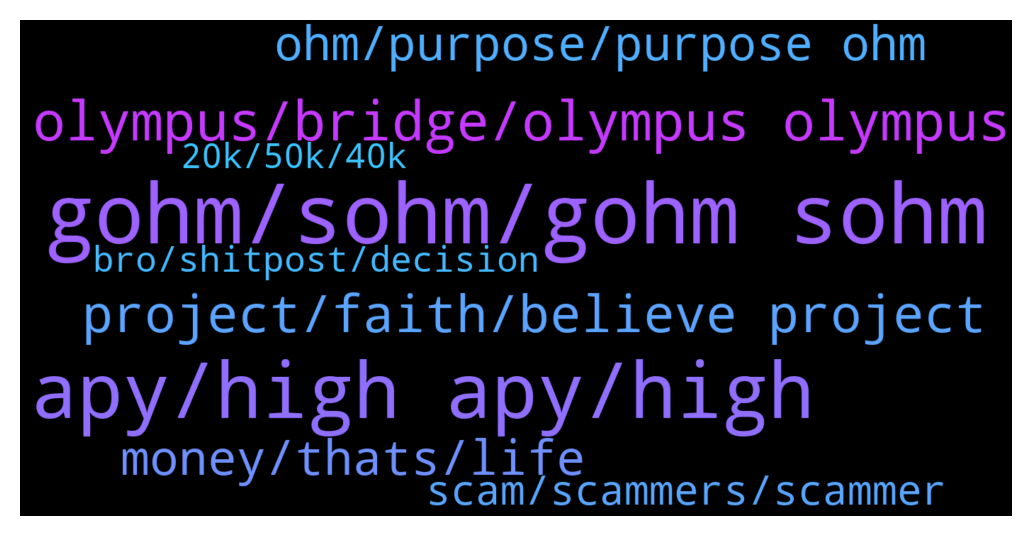 ohm/purpose/purpose ohm
olympus/bridge/olympus olympus
20k/50k/40k
gohm/sohm/gohm sohm
bro/shitpost/decision
project/faith/believe project
apy/high apy/high
money/thats/life
scam/scammers/scammer